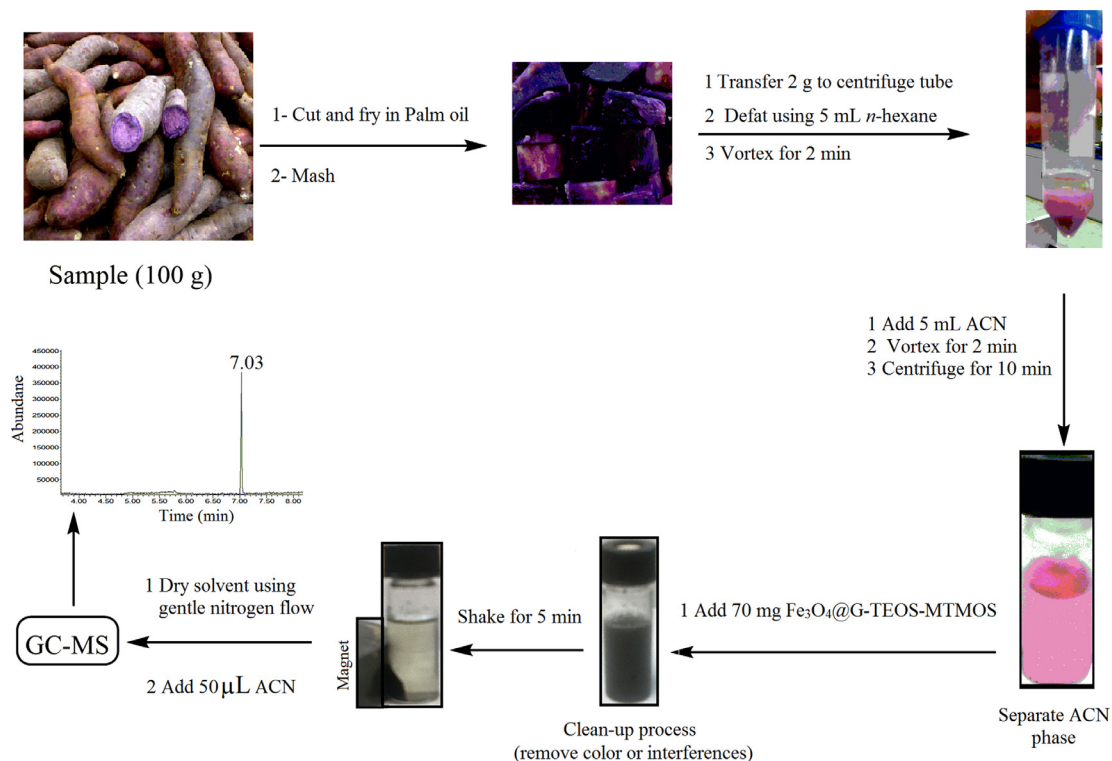 1- Cut and fry in Palm oil
2- Mash
1 Transfer 2 g to centrifuge tube
2 Defat using 5 mL n-hexane
3 Vortex for 2 min
Sample (100 g)
1 Add 5 mL ACN
2 Vortex for 2 min
3 Centrifuge for 10 min
Separate ACN
phase
1 Add 70 mg Fe₃O₄@G-TEOS-MTMOS
Clean-up process
(remove color or interferences)
Shake for 5 min
Magnet
1 Dry solvent using
gentle nitrogen flow
2 Add 50 µL ACN
GC-MS
7.03
Abundane
450000
400000
350000
300000
250000
200000
150000
100000
50000
4.00 4.50 5.00 5.50 6.00 6.50 7.00 7.50 8.00
Time (min)